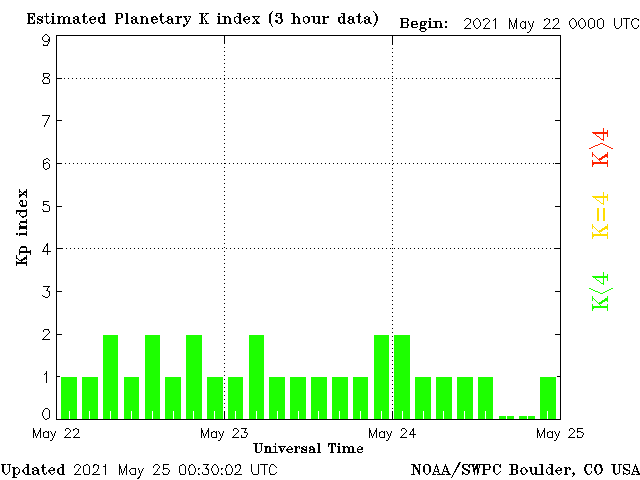 Estimated Planetary K index (3 hour data) Begin: 2021 May 22 0000 UTC
9
8
7
6
5
4
3
2
1
0
Kp index
K>4
K=4
K<4
May 22 May 23 May 24 May 25
Universal Time
Updated 2021 May 25 00:30:02 UTC NOAA/SWPC Boulder, CO USA